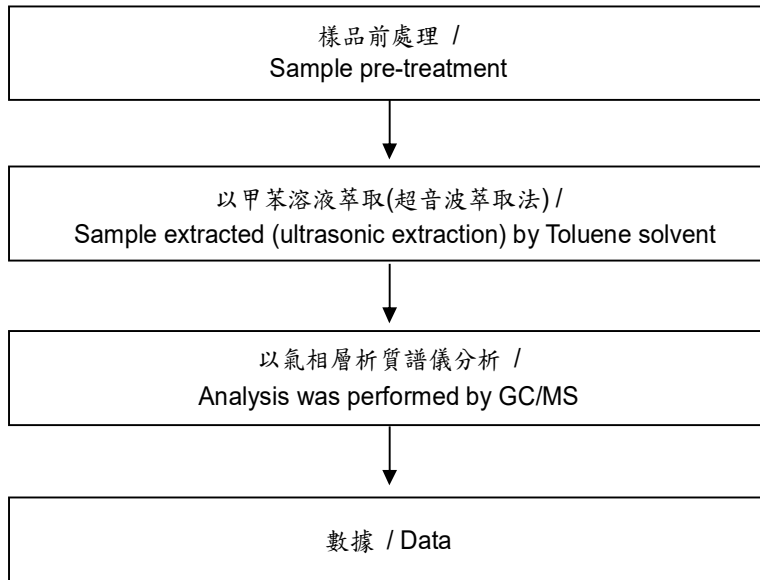 樣品前處理 /
Sample pre-treatment
以甲苯溶液萃取(超音波萃取法) /
Sample extracted (ultrasonic extraction) by Toluene solvent
以氣相層析質譜儀分析 /
Analysis was performed by GC/MS
數據 / Data